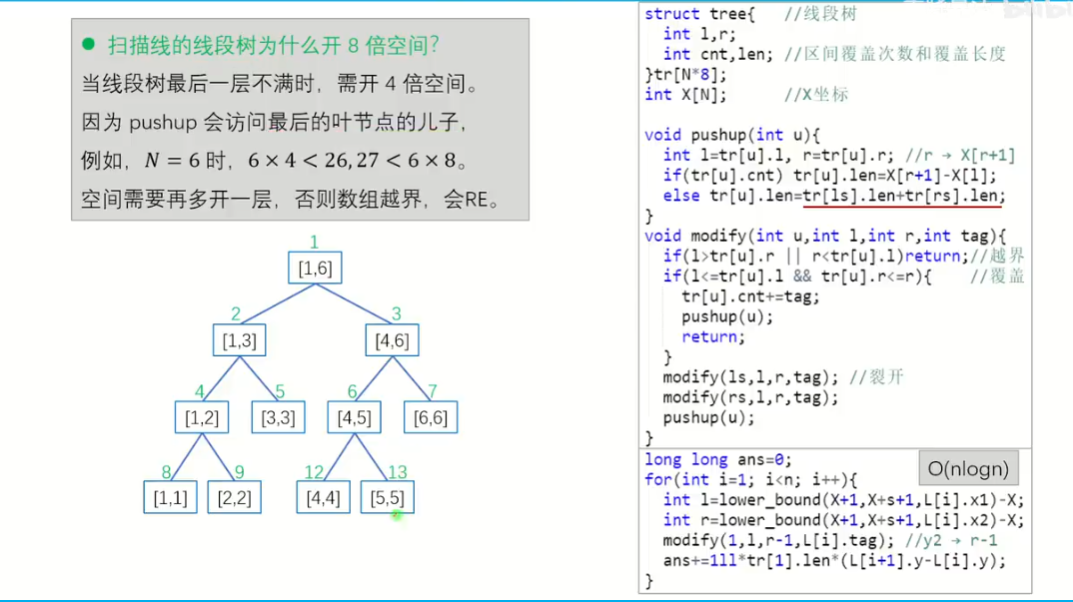 ● 扫描线的线段树为什么开 8 倍空间?
当线段树最后一层不满时，需开 4 倍空间。
因为 pushup 会访问最后的叶节点的儿子，
例如，N = 6 时，6 × 4 < 26, 27 < 6 × 8。
空间需要再多开一层，否则数组越界，会RE。
1
[1,6]
2 3
[1,3] [4,6]
4 5 6 7
[1,2] [3,3] [4,5] [6,6]
8 9 12 13
[1,1] [2,2] [4,4] [5,5]
struct tree{ //线段树
int l,r;
int cnt,len; //区间覆盖次数和覆盖长度
}tr[N*8];
int X[N]; //X坐标
void pushup(int u){
int l=tr[u].l, r=tr[u].r; //r → X[r+1]
if(tr[u].cnt) tr[u].len=X[r+1]-X[l];
else tr[u].len=tr[ls].len+tr[rs].len;
}
void modify(int u,int l,int r,int tag){
if(l>tr[u].r || r<tr[u].l)return;//越界
if(l<=tr[u].l && tr[u].r<=r){ //覆盖
tr[u].cnt+=tag;
pushup(u);
return;
}
modify(ls,l,r,tag); //裂开
modify(rs,l,r,tag);
pushup(u);
}
long long ans=0;
O(nlogn)
for(int i=1; i<n; i++){
int l=lower_bound(X+1,X+s+1,L[i].x1)-X;
int r=lower_bound(X+1,X+s+1,L[i].x2)-X;
modify(1,l,r-1,L[i].tag); //y2 → r-1
ans+=1ll*tr[1].len*(L[i+1].y-L[i].y);
}